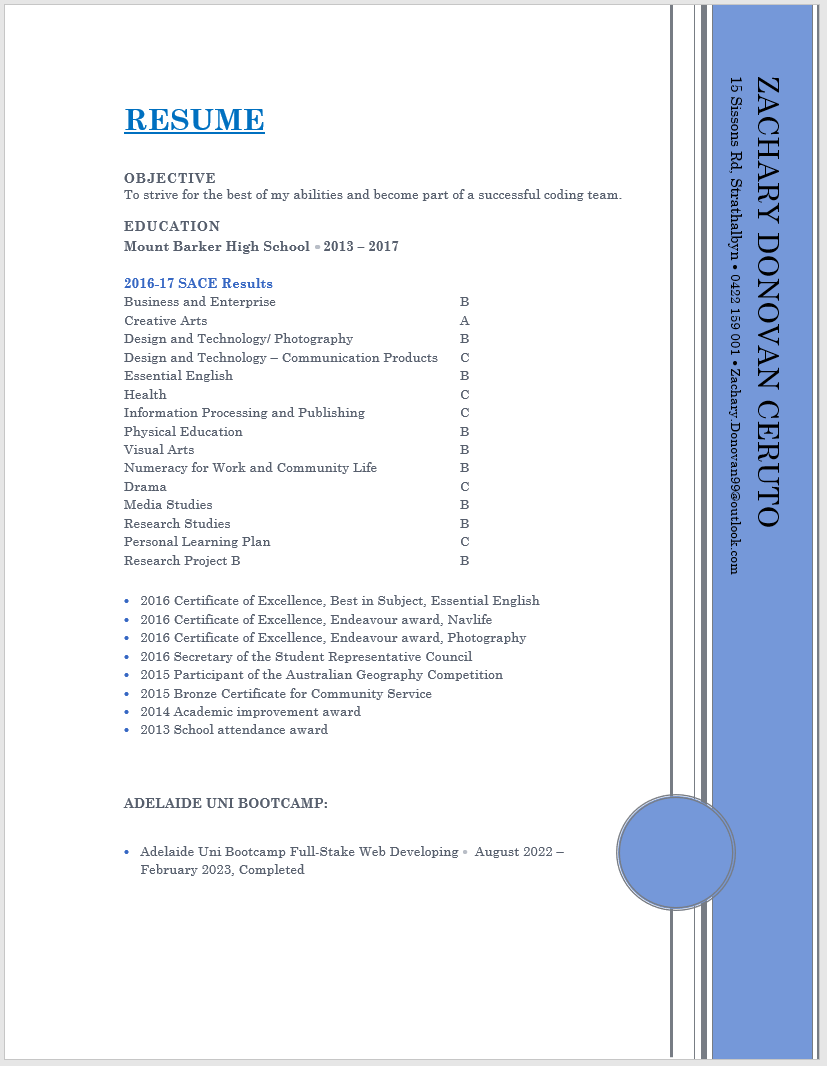 RESUME
OBJECTIVE
To strive for the best of my abilities and become part of a successful coding team.
EDUCATION
Mount Barker High School • 2013 – 2017
2016-17 SACE Results
Business and Enterprise B
Creative Arts A
Design and Technology/ Photography B
Design and Technology – Communication Products C
Essential English B
Health C
Information Processing and Publishing C
Physical Education B
Visual Arts B
Numeracy for Work and Community Life B
Drama C
Media Studies B
Research Studies B
Personal Learning Plan C
Research Project B B
• 2016 Certificate of Excellence, Best in Subject, Essential English
• 2016 Certificate of Excellence, Endeavour award, Navlife
• 2016 Certificate of Excellence, Endeavour award, Photography
• 2016 Secretary of the Student Representative Council
• 2015 Participant of the Australian Geography Competition
• 2015 Bronze Certificate for Community Service
• 2014 Academic improvement award
• 2013 School attendance award
ADELAIDE UNI BOOTCAMP:
• Adelaide Uni Bootcamp Full-Stake Web Developing • August 2022 –
February 2023, Completed
ZACHARY DONOVAN CERUTO
15 Sissons Rd, Strathalbyn • 0422 159 001 • Zachary.Donovan99@outlook.com